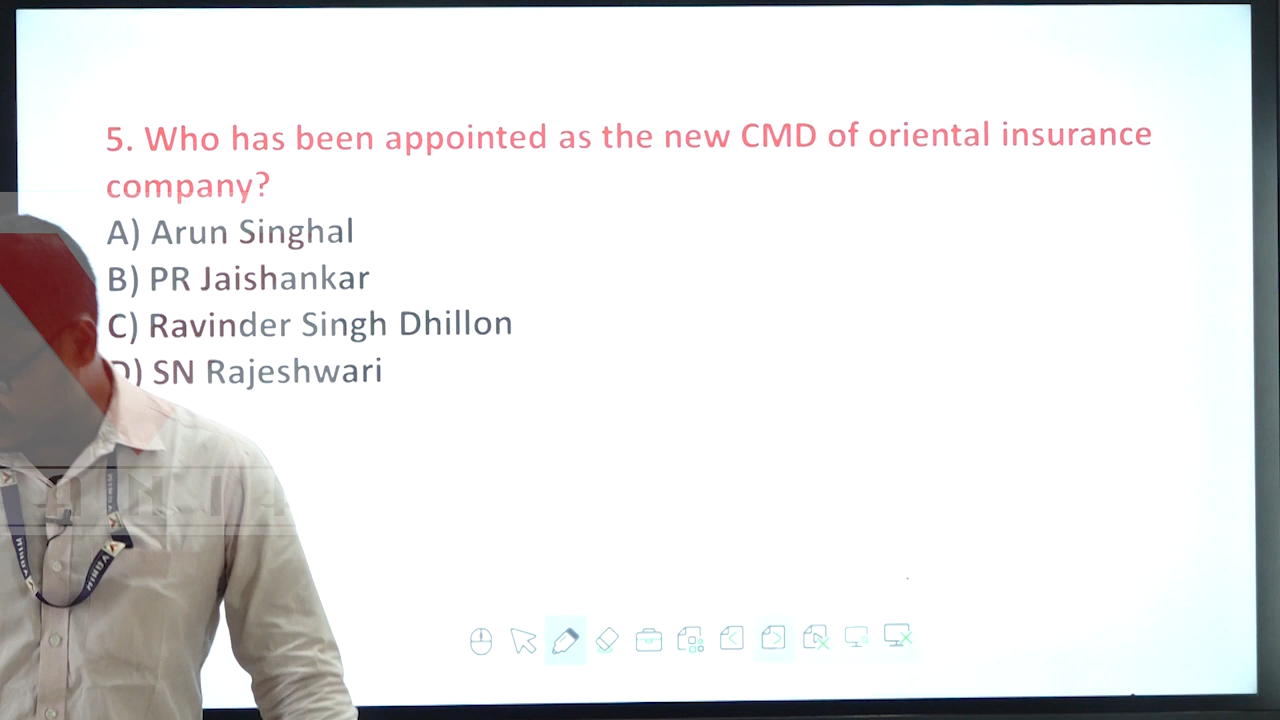 5. Who has been appointed as the new CMD of oriental insurance
company?
A) Arun Singhal
B) PR Jaishankar
C) Ravinder Singh Dhillon
D) SN Rajeshwari